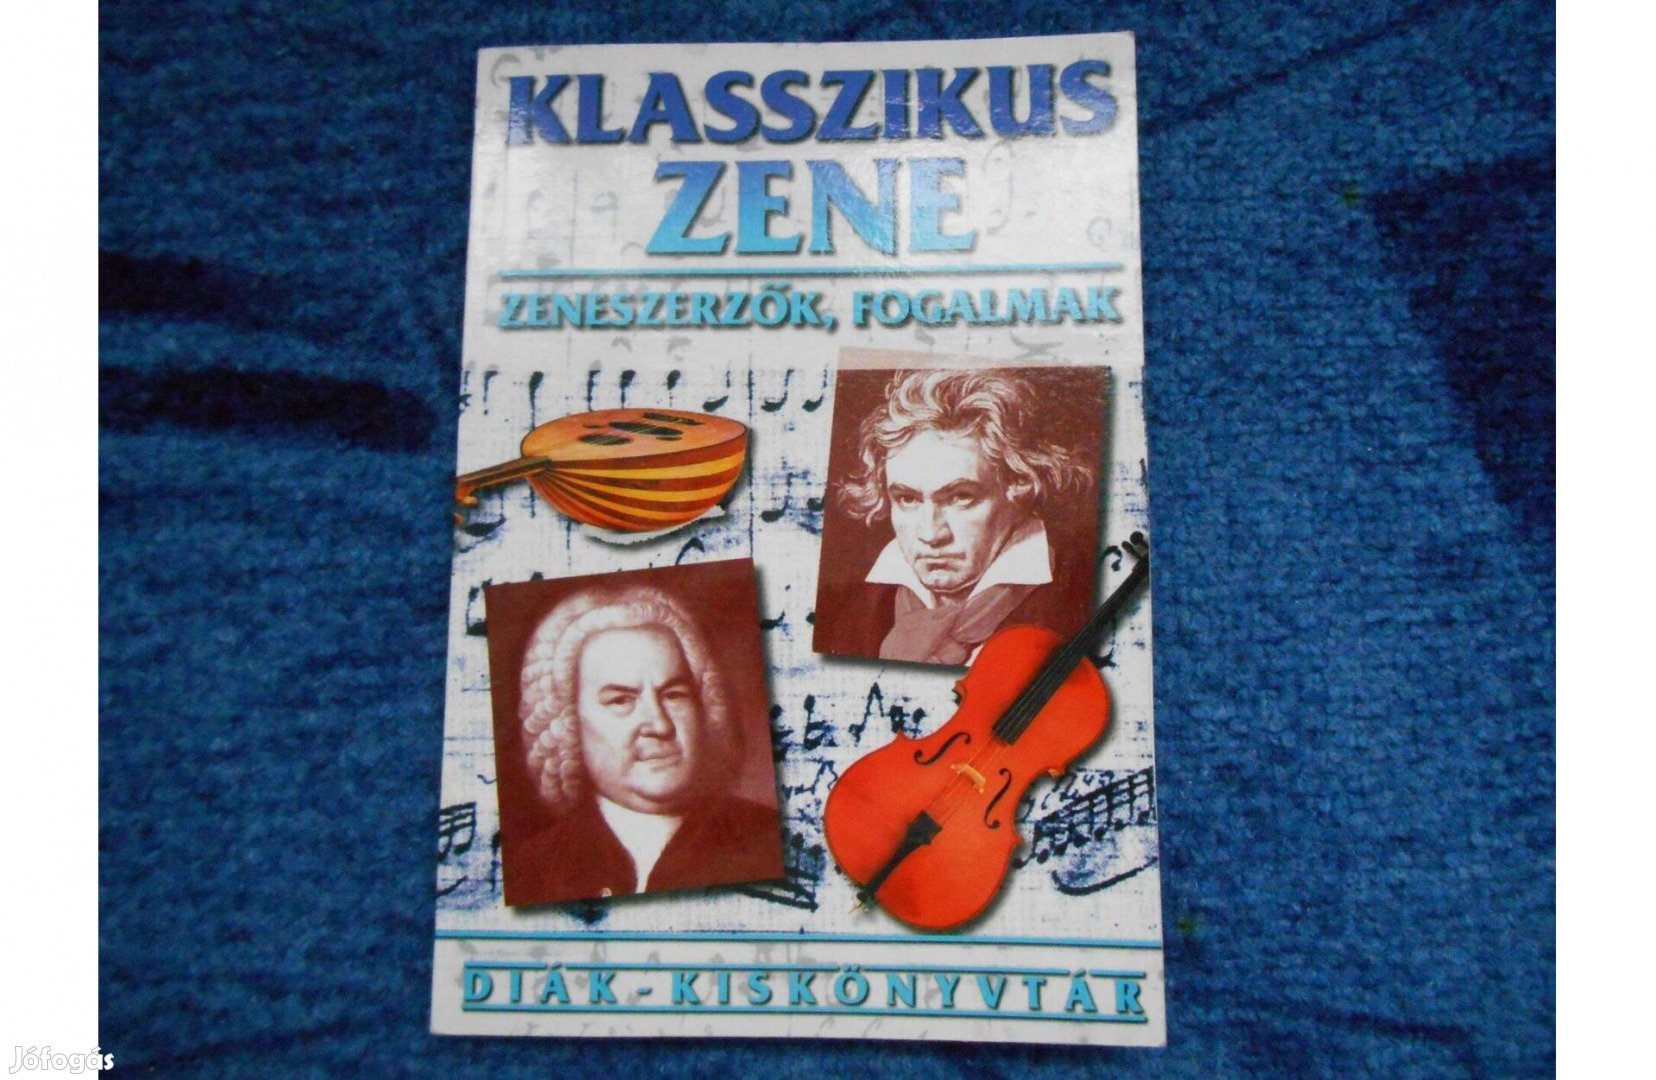 KLASSZIKUS
ZENE
ZENESZERZŐK, FOGALMAK
DIÁK-KISKÖNYVTÁR
Jófogás